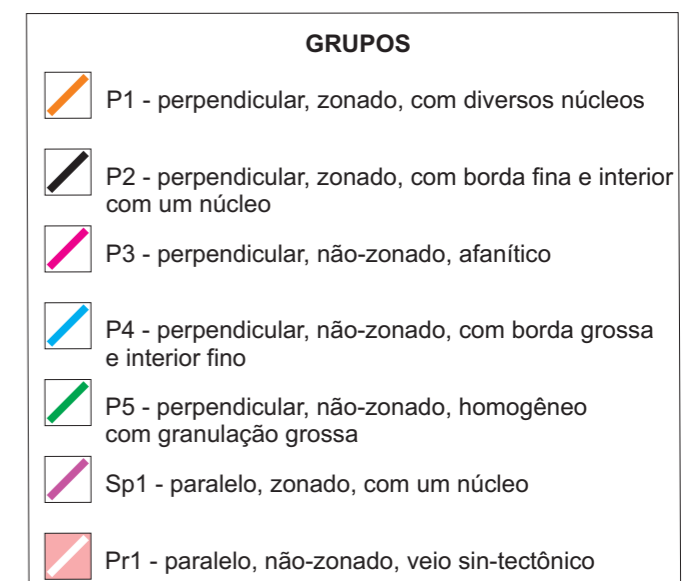 GRUPOS
P1 - perpendicular, zonado, com diversos núcleos
P2 - perpendicular, zonado, com borda fina e interior
com um núcleo
P3 - perpendicular, não-zonado, afanítico
P4 - perpendicular, não-zonado, com borda grossa
e interior fino
P5 - perpendicular, não-zonado, homogêneo
com granulação grossa
Sp1 - paralelo, zonado, com um núcleo
Pr1 - paralelo, não-zonado, veio sin-tectônico